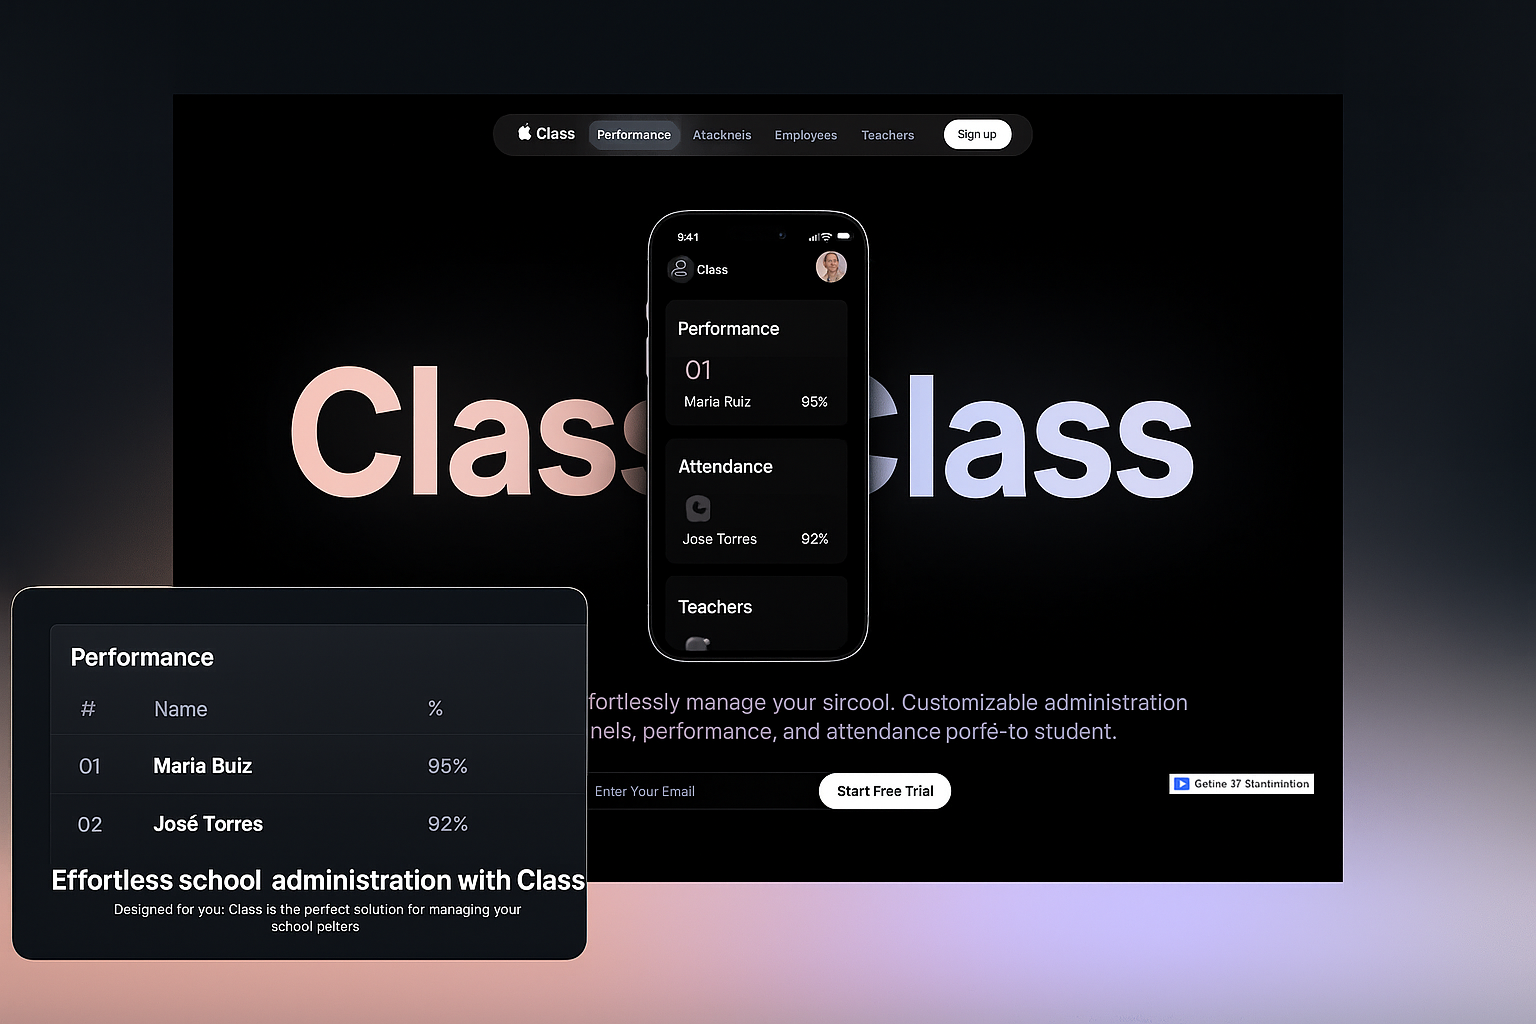 Class Performance Atackneis Employees Teachers Sign up
9:41
Class
Class Class
Performance
01
Maria Ruiz 95%
Attendance
Jose Torres 92%
Teachers
fortlessly manage your sircool. Customizable administration
nels, performance, and attendance porfé-to student.
Enter Your Email Start Free Trial
Getine 37 Stantinintion
Performance
# Name %
01 Maria Buiz 95%
02 José Torres 92%
Effortless school administration with Class
Designed for you: Class is the perfect solution for managing your
school pelters